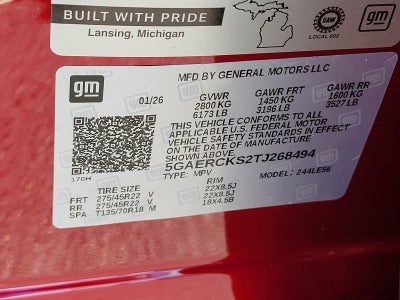 BUILT WITH PRIDE
Lansing, Michigan
UAW
LOCAL 602
gm
gm
MFD BY GENERAL MOTORS LLC
01/26
GVWR GAWR FRT GAWR RR
2800 KG 1450 KG 1600 KG
6173 LB 3196 LB 3527 LB
THIS VEHICLE CONFORMS TO ALL
APPLICABLE U.S. FEDERAL MOTOR
VEHICLE SAFETY STANDARDS IN EFFECT
ON THE DATE OF MANUFACTURE SHOWN ABOVE
5GAERCKS2TJ268494
TYPE: MPV MODEL: 244LE56
170H
TIRE SIZE RIM
FRT 275/45R22 V 22X8.5J
RR 275/45R22 V 22X8.5J
SPA T135/70R18 M 18X4.5B